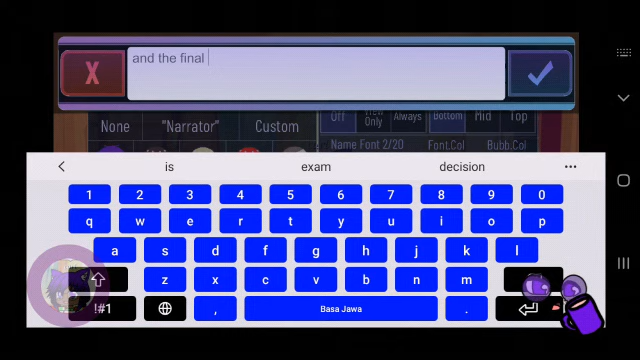 X and the final
Off View Only Always Bottom Mid Top
None "Narrator" Custom
Name Font 2/20 Font.Col Bubb.Col
is exam decision
1 2 3 4 5 6 7 8 9 0
q w e r t y u i o p
a s d f g h j k l
z x c v b n m
!#1 , Basa Jawa .